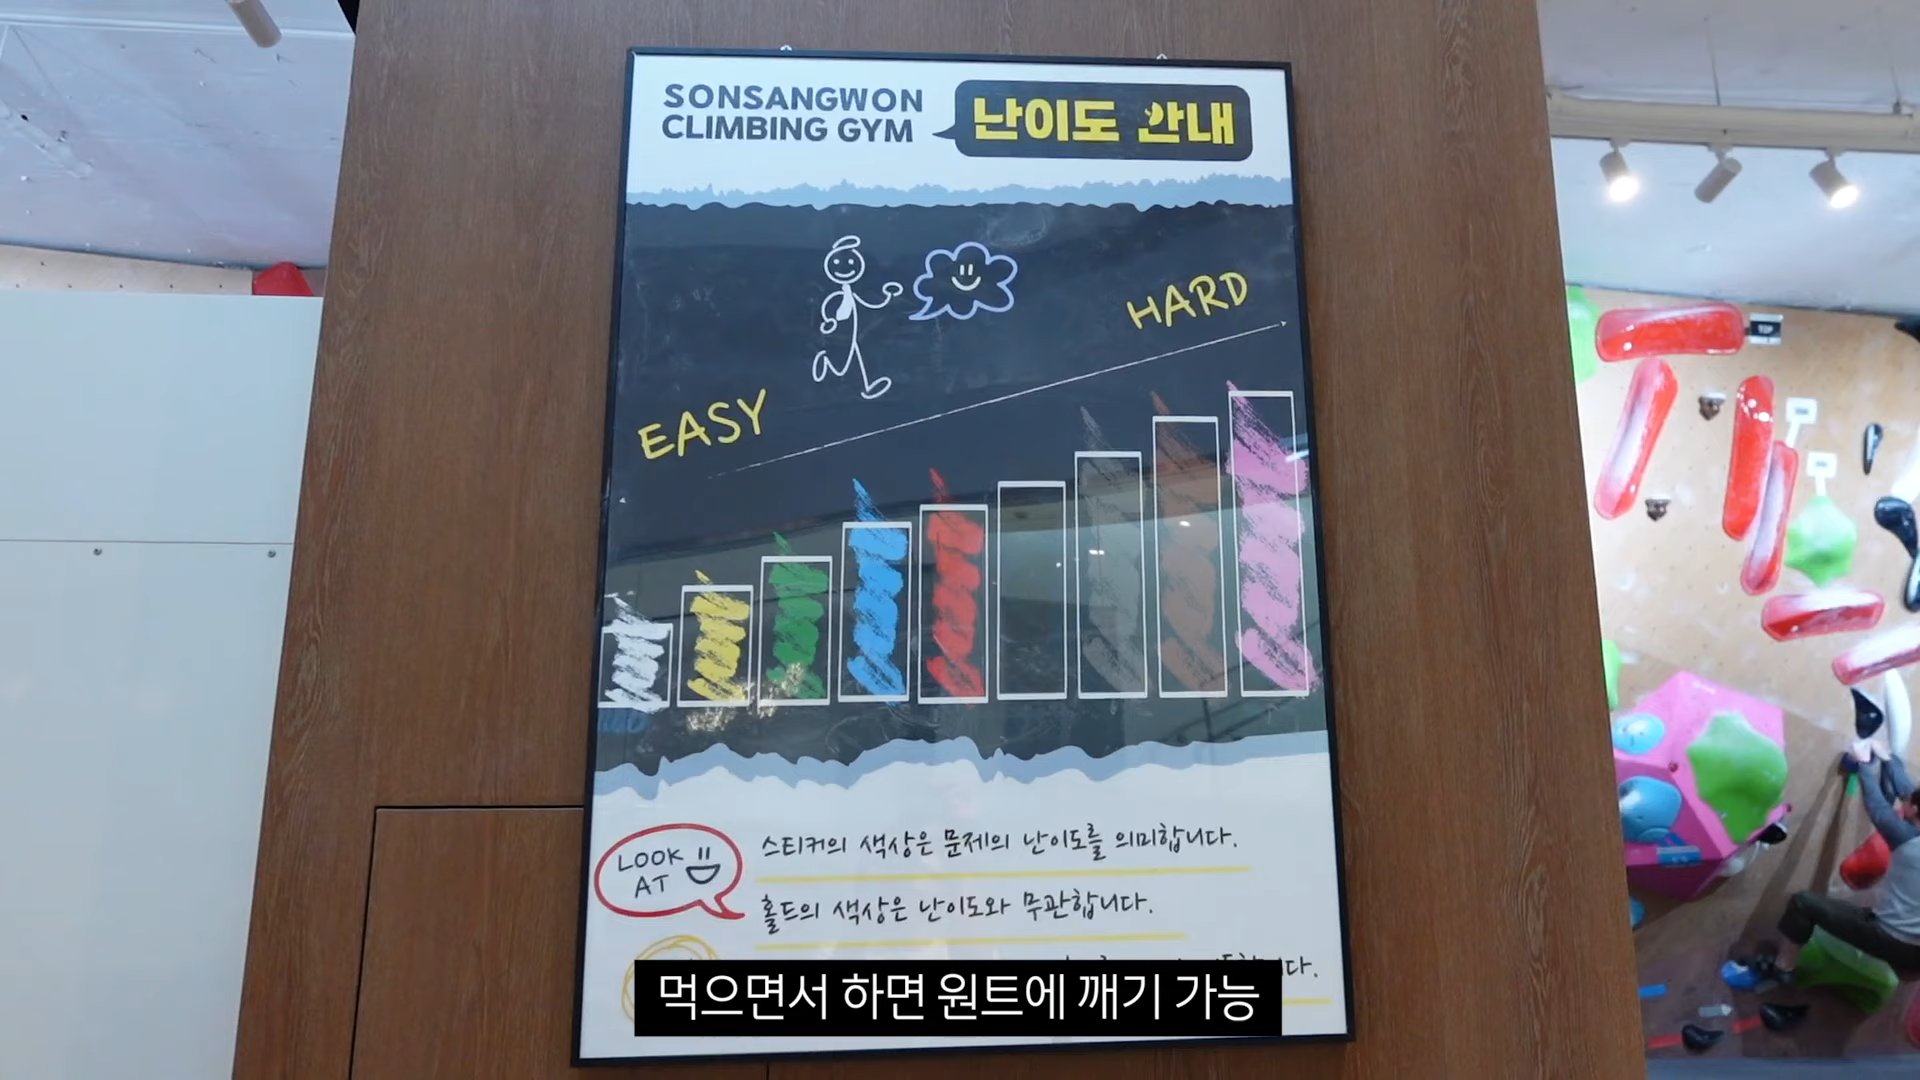 SONSANGWON
CLIMBING GYM
난이도 안내
HARD
EASY
TOP
LOOK
AT
스티커의 색상은 문제의 난이도를 의미합니다.
홀드의 색상은 난이도와 무관합니다.
먹으면서 하면 원트에 깨기 가능